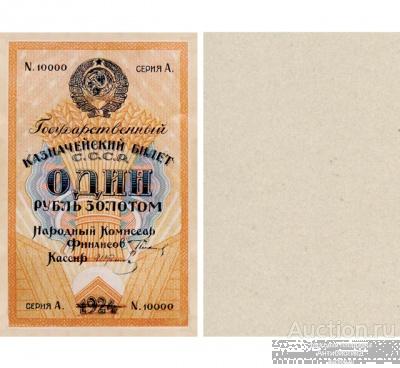 N. 10000 СЕРИЯ А.
Государственный
КАЗНАЧЕЙСКИЙ БИЛЕТ
С.С.С.Р.
ОДИН
РУБЛЬ ЗОЛОТОМ
Народный Комиссар
Финансов
Кассир
СЕРИЯ А. 1924 N. 10000
Auction.ru